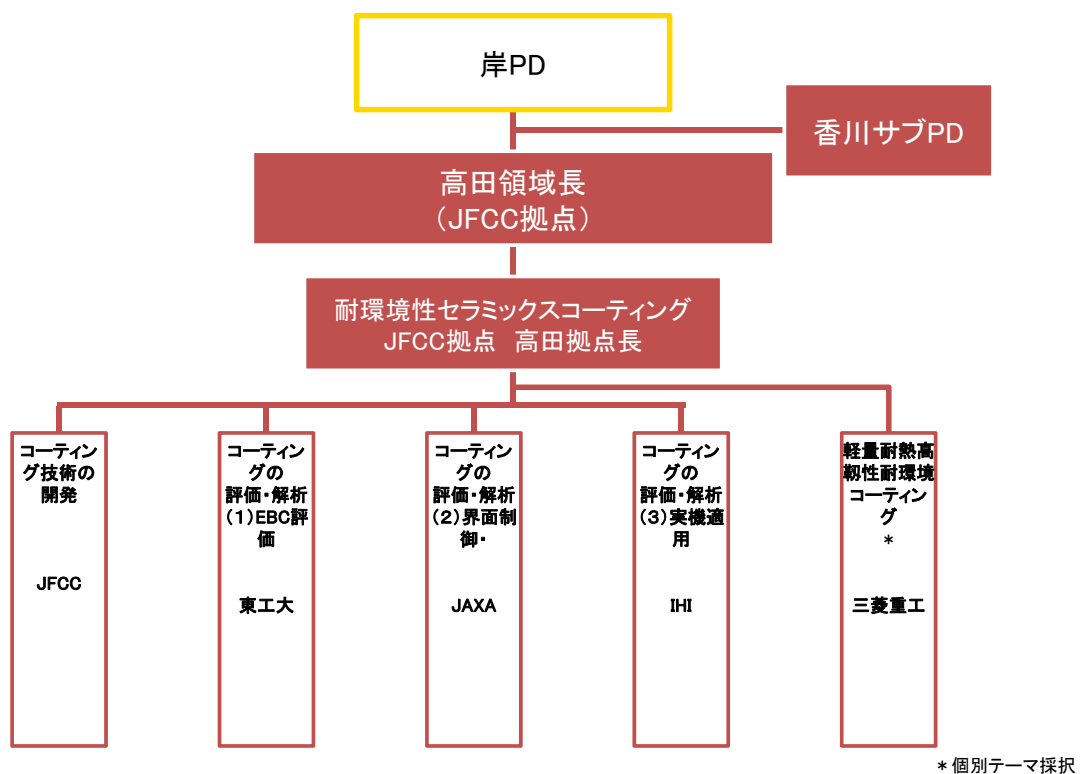 岸PD
香川サブPD
高田領域長
(JFCC拠点)
耐環境性セラミックスコーティング
JFCC拠点　高田拠点長
コーティン
グ技術の
開発
JFCC
コーティン
グの
評価・解析
(1)EBC評
価
東工大
コーティン
グの
評価・解析
(2)界面制
御・
JAXA
コーティン
グの
評価・解析
(3)実機適
用
IHI
軽量耐熱高
靭性耐環境
コーティン
グ
*
三菱重工
*個別テーマ採択